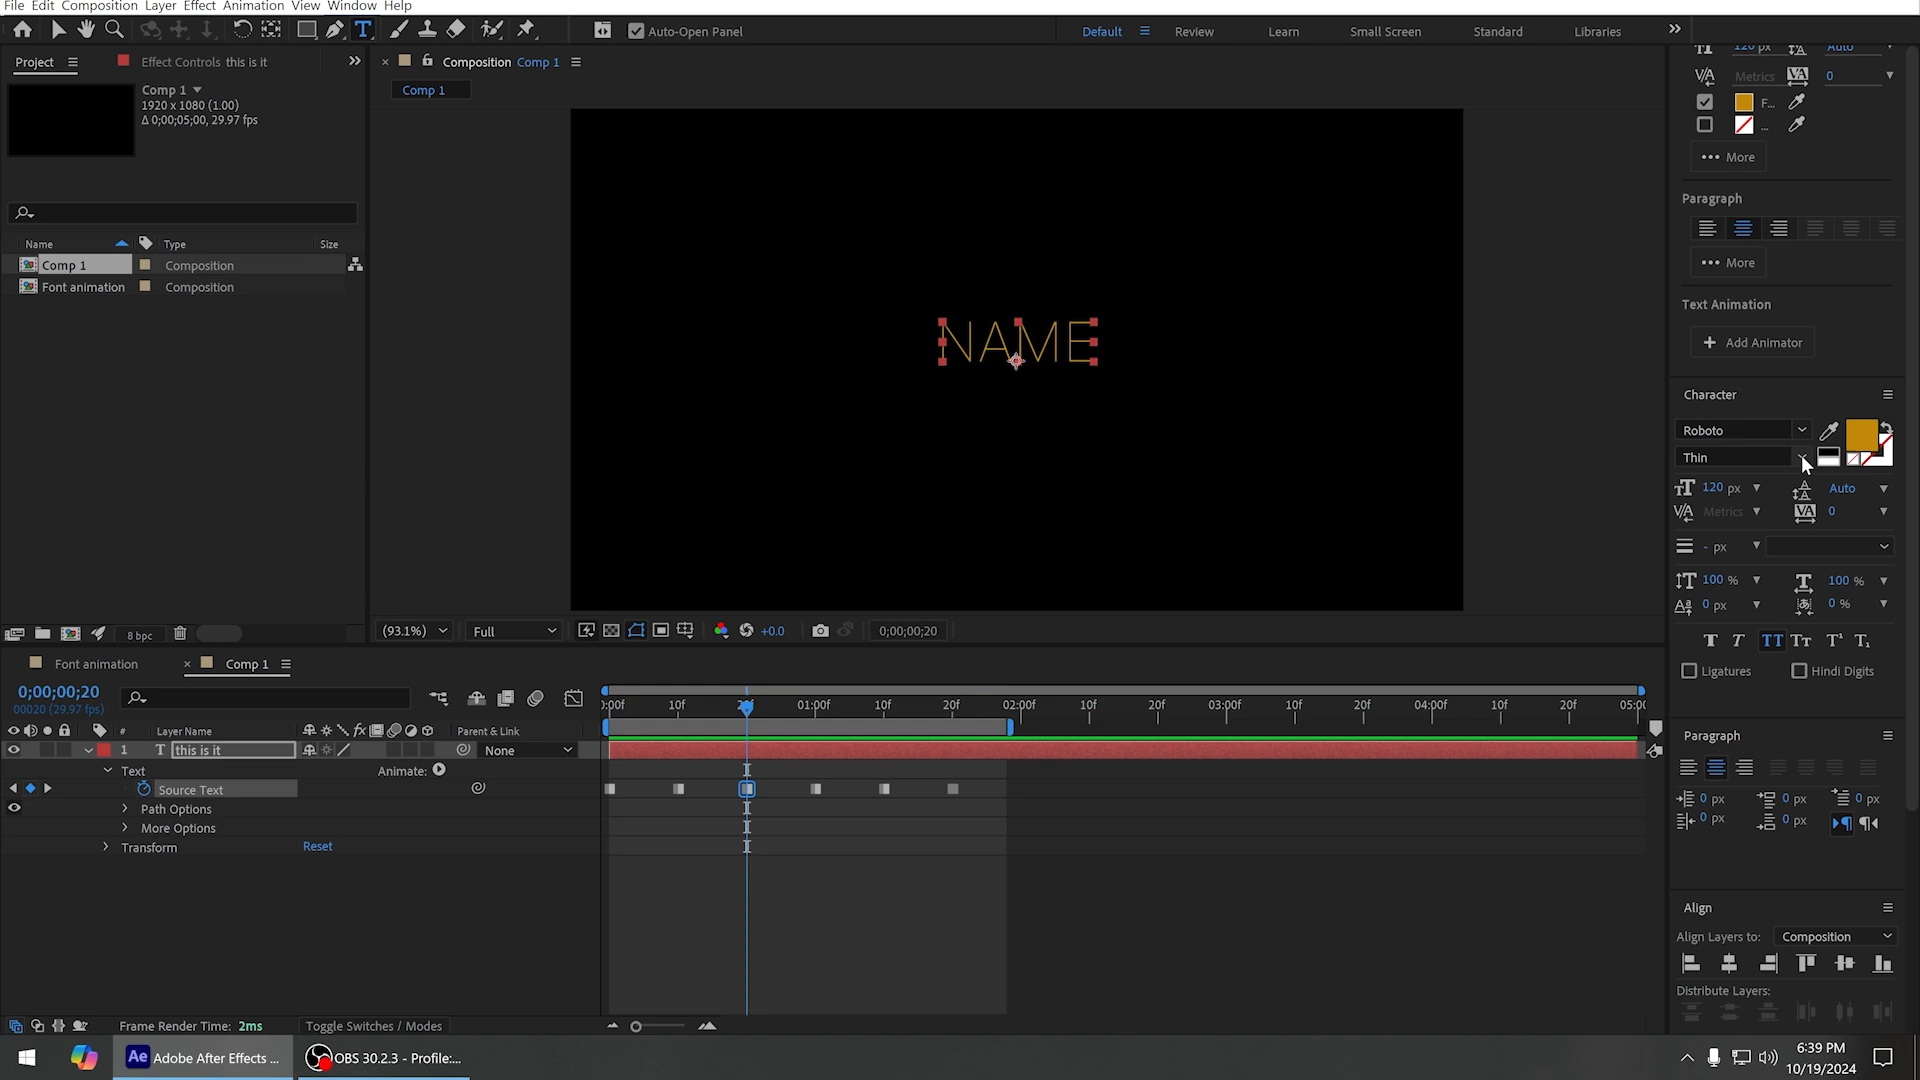 File Edit Composition Layer Effect Animation View Window Help
Auto-Open Panel
Default Review Learn Small Screen Standard Libraries
Project
Effect Controls this is it
Composition Comp 1
Comp 1
Comp 1
1920 x 1080 (1.00)
Δ 0;00;05;00, 29.97 fps
Name Type Size
Comp 1 Composition
Font animation Composition
8 bpc
NAME
(93.1%) Full +0.0 0;00;00;20
120 px Auto
Metrics 0
F...
...
More
Paragraph
More
Text Animation
Add Animator
Character
Roboto
Thin
120 px Auto
Metrics 0
- px
100 % 100 %
0 px 0 %
T T TT Tт T¹ T₁
Ligatures Hindi Digits
Paragraph
0 px 0 px 0 px
0 px 0 px
Align
Align Layers to: Composition
Distribute Layers:
Font animation Comp 1
0;00;00;20
00020 (29.97 fps)
:00f 10f 20f 01:00f 10f 20f 02:00f 10f 20f 03:00f 10f 20f 04:00f 10f 20f 05:00
# Layer Name Parent & Link
1 T this is it None
Text Animate:
Source Text
Path Options
More Options
Transform Reset
Frame Render Time: 2ms Toggle Switches / Modes
Ae Adobe After Effects ...
OBS 30.2.3 - Profile:...
6:39 PM
10/19/2024